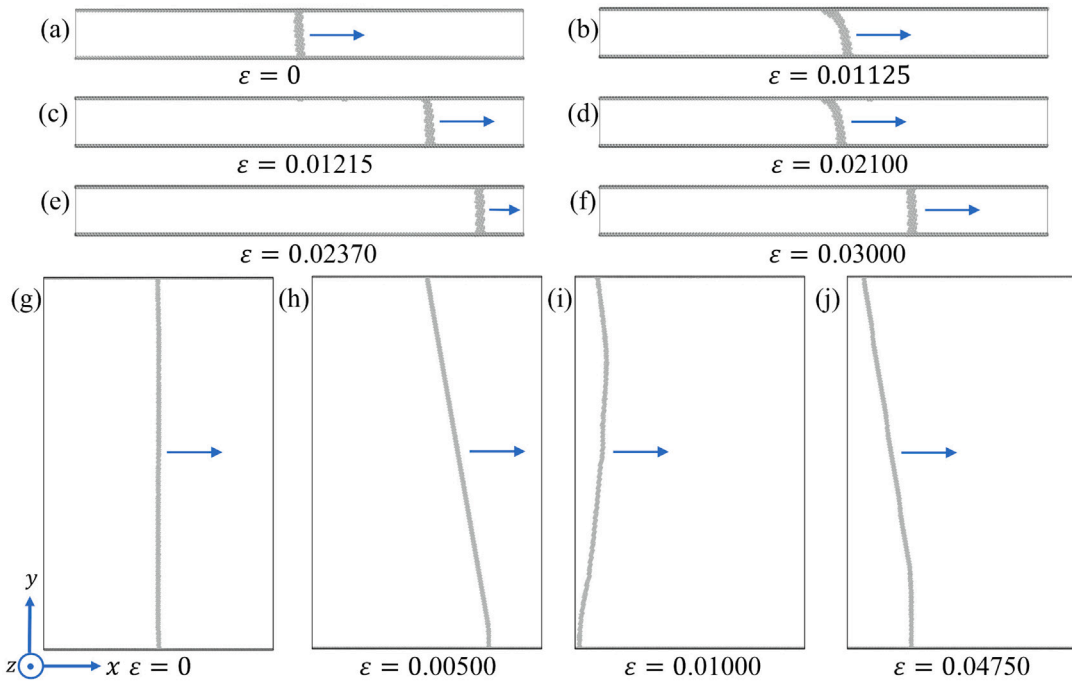 (a)
(b)
ε = 0
ε = 0.01125
(c)
(d)
ε = 0.01215
ε = 0.02100
(e)
(f)
ε = 0.02370
ε = 0.03000
(g)
(h)
(i)
(j)
y
z
x
ε = 0
ε = 0.00500
ε = 0.01000
ε = 0.04750